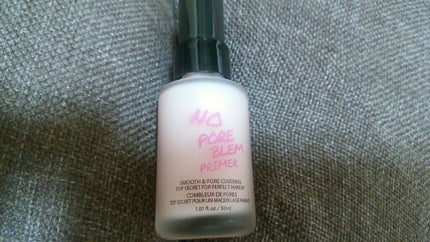 NO
PORE
BLEM
PRIMER
SMOOTH & PORE COVERING
TOP SECRET FOR PERFECT MAKEUP
COMBLEUR DE PORES
TOP SECRET POUR UN MAQUILLAGE PARFAIT
1.01 fl.oz. / 30ml